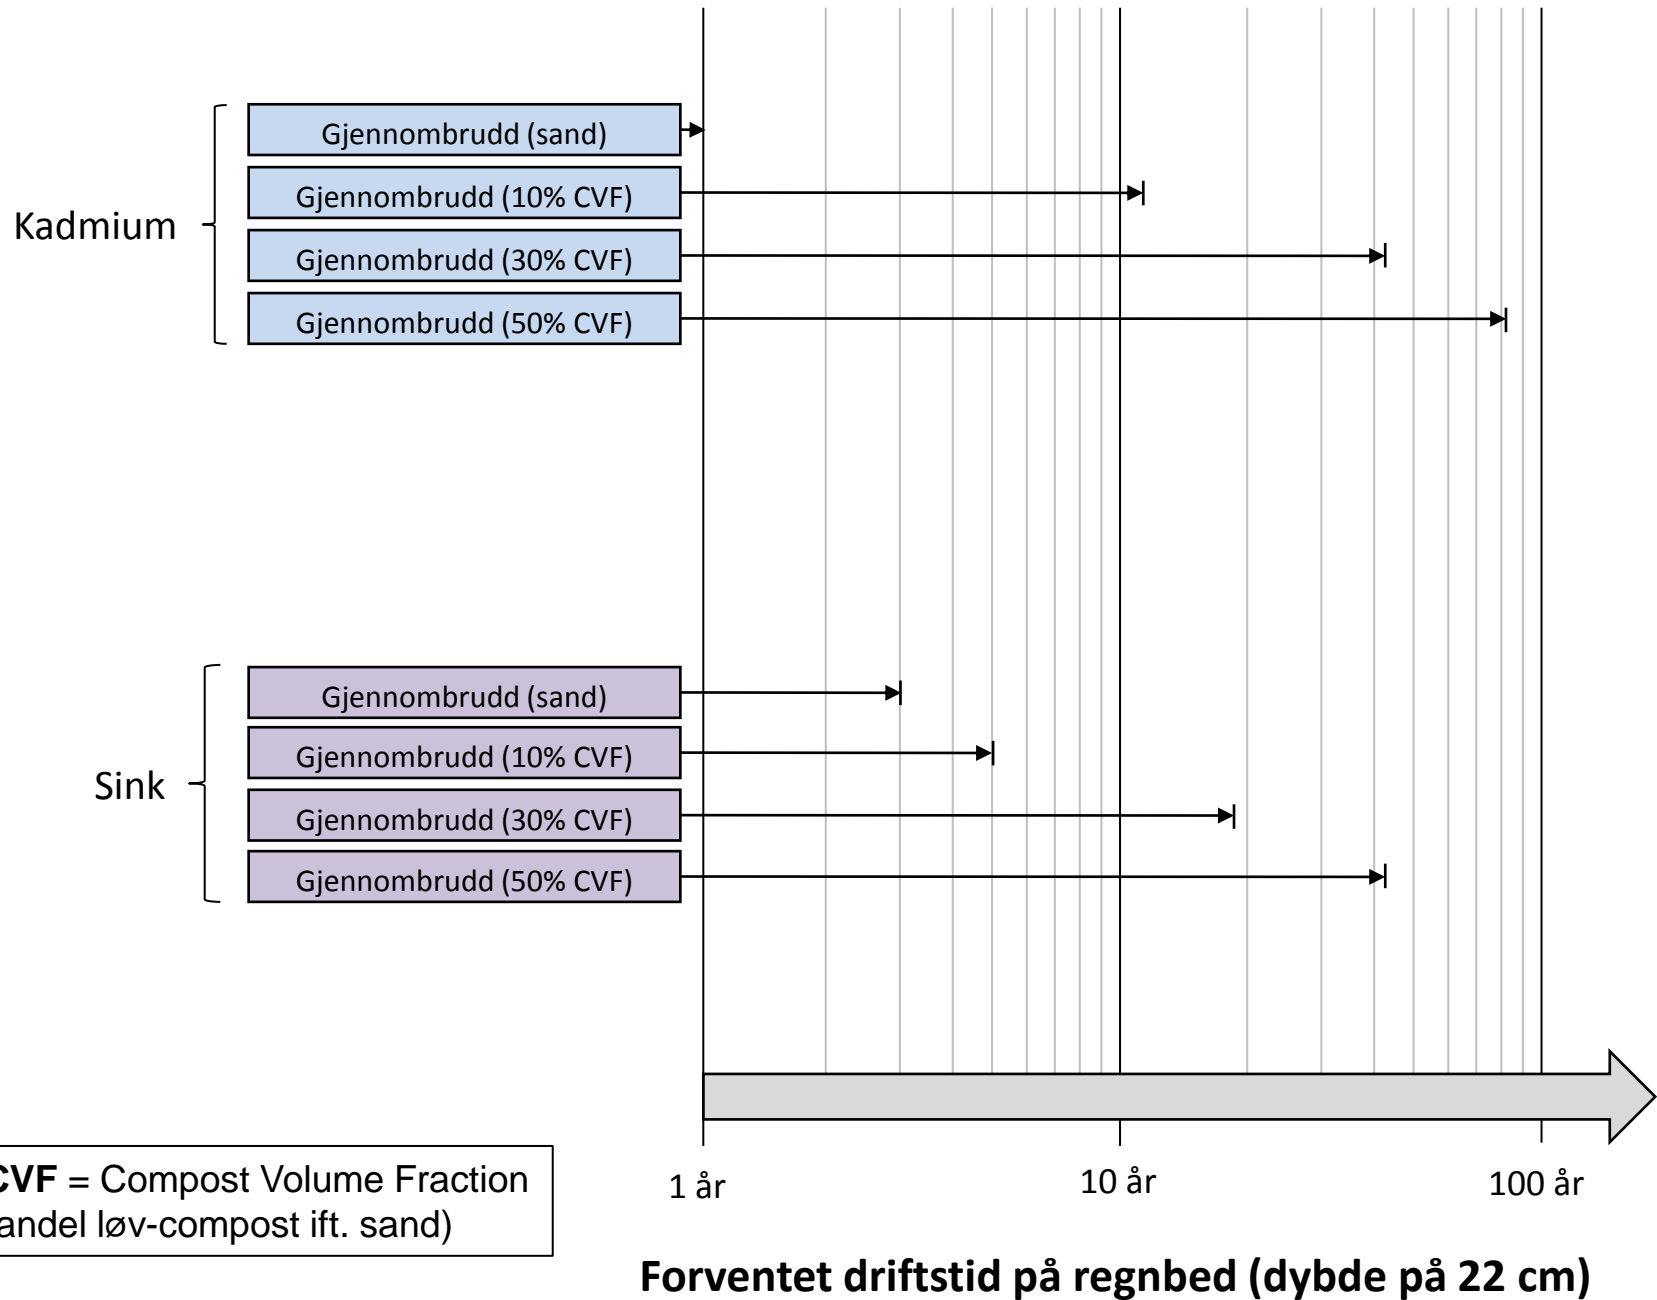 Kadmium
Gjennombrudd (sand)
Gjennombrudd (10% CVF)
Gjennombrudd (30% CVF)
Gjennombrudd (50% CVF)
Sink
Gjennombrudd (sand)
Gjennombrudd (10% CVF)
Gjennombrudd (30% CVF)
Gjennombrudd (50% CVF)
1 år
10 år
100 år
CVF = Compost Volume Fraction
andel løv-compost ift. sand)
Forventet driftstid på regnbed (dybde på 22 cm)